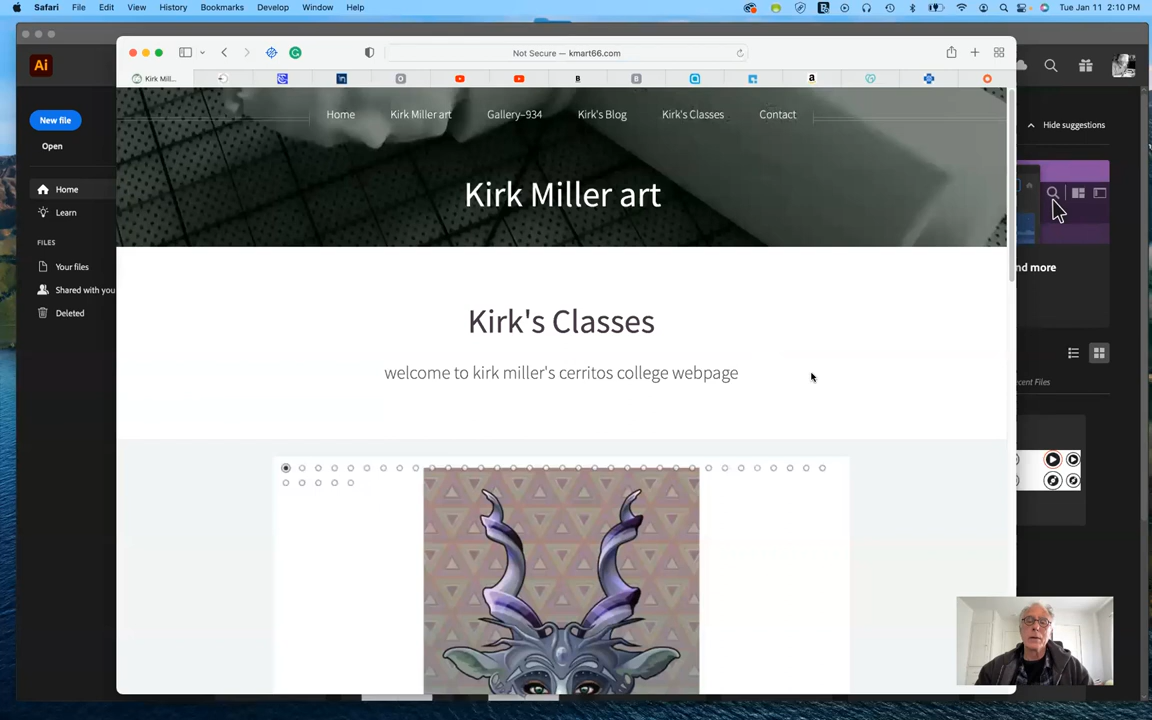 Safari File Edit View History Bookmarks Develop Window Help Tue Jan 11 2:10 PM
Not Secure — kmart66.com
Ai
Kirk Mill...
B
B
a
New file
Open
Home
Learn
FILES
Your files
Shared with you
Deleted
Home Kirk Miller art Gallery-934 Kirk's Blog Kirk's Classes Contact
Kirk Miller art
Kirk's Classes
welcome to kirk miller's cerritos college webpage
Hide suggestions
nd more
ecent Files